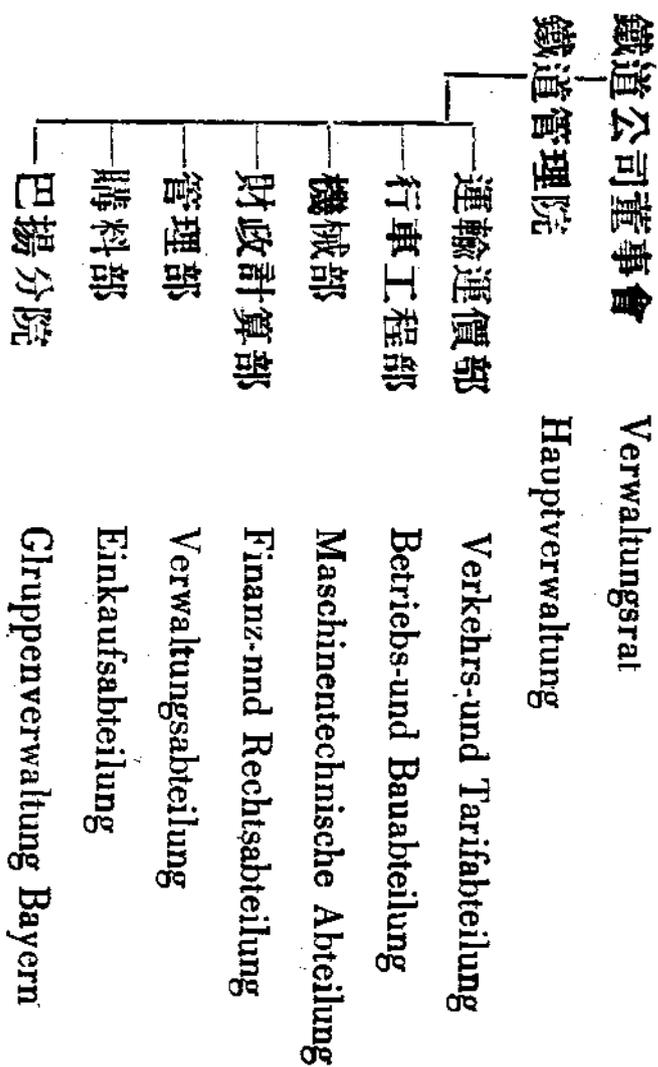 鐵道公司董事會 Verwaltungsrat
鐵道管理院 Hauptverwaltung
運輸運價部 Verkehrs-und Tarifabteilung
行車工程部 Betriebs-und Bauabteilung
機械部 Maschinentechnische Abteilung
財政計算部 Finanz-nnd Rechtsabteilung
管理部 Verwaltungsabteilung
購料部 Einkaufsabteilung
巴揚分院 Glruppenverwaltung Bayern